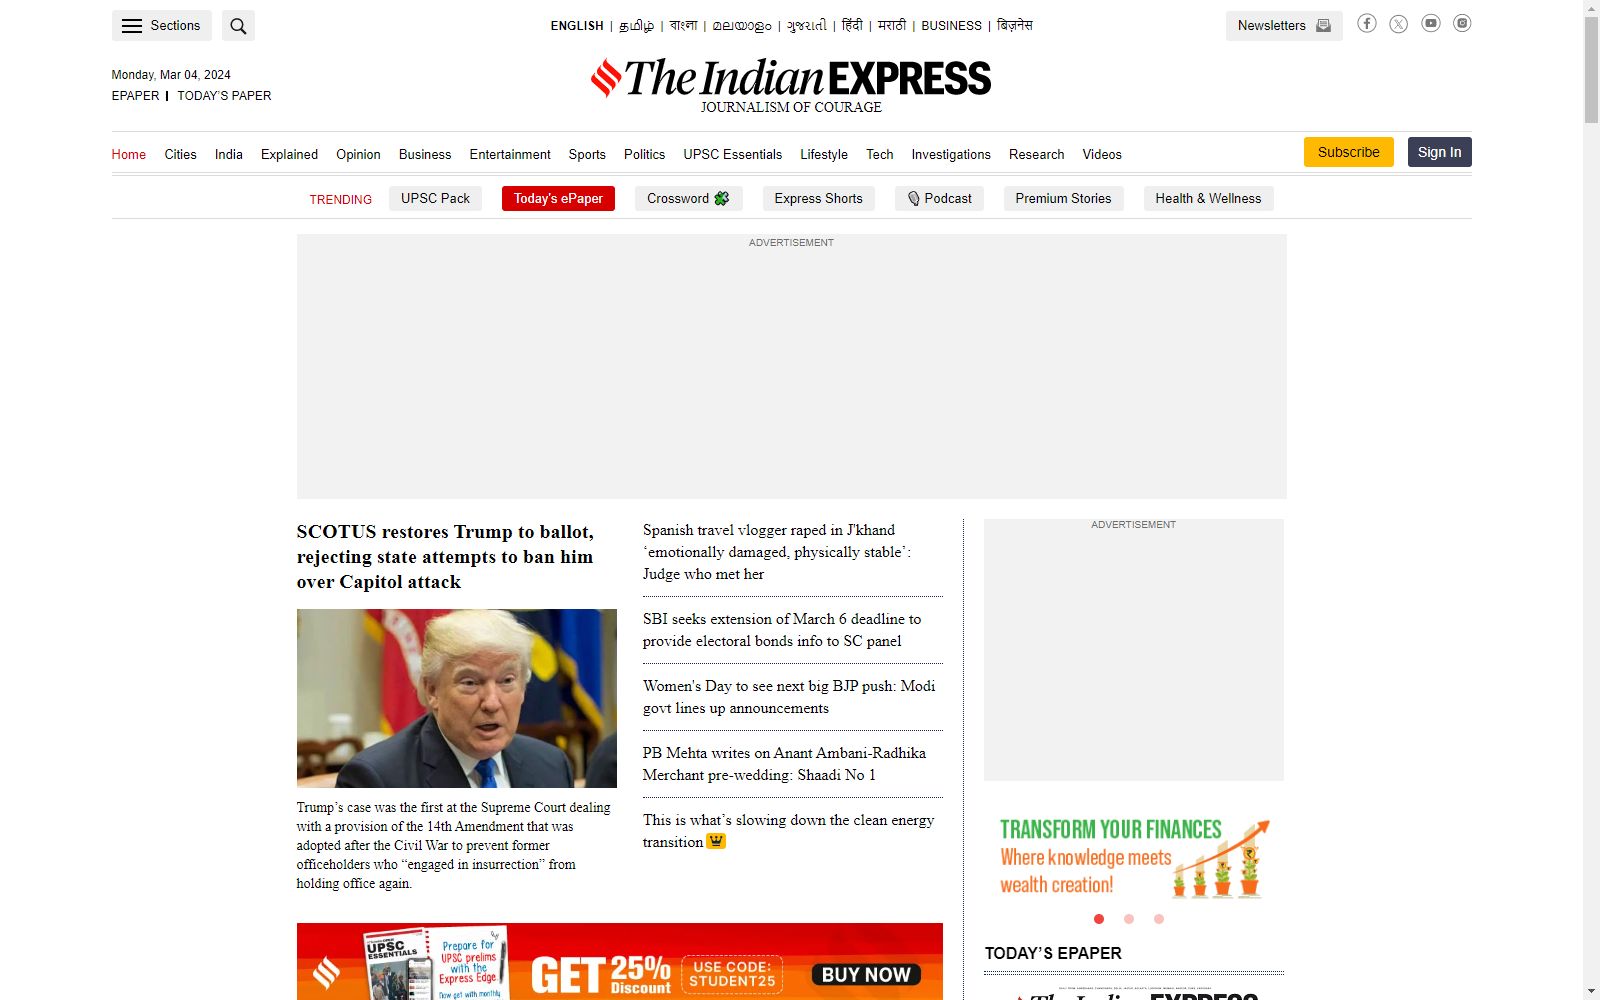 Sections
ENGLISH | தமிழ் | বাংলা | മലയാളം | ગુજરાતી | हिंदी | मराठी | BUSINESS | बिज़नेस
Newsletters
Monday, Mar 04, 2024
EPAPER | TODAY'S PAPER
The Indian EXPRESS
JOURNALISM OF COURAGE
Home Cities India Explained Opinion Business Entertainment Sports Politics UPSC Essentials Lifestyle Tech Investigations Research Videos
Subscribe Sign In
TRENDING UPSC Pack Today's ePaper Crossword Express Shorts Podcast Premium Stories Health & Wellness
ADVERTISEMENT
SCOTUS restores Trump to ballot,
rejecting state attempts to ban him
over Capitol attack
Trump's case was the first at the Supreme Court dealing
with a provision of the 14th Amendment that was
adopted after the Civil War to prevent former
officeholders who “engaged in insurrection” from
holding office again.
Spanish travel vlogger raped in J'khand
‘emotionally damaged, physically stable’:
Judge who met her
SBI seeks extension of March 6 deadline to
provide electoral bonds info to SC panel
Women's Day to see next big BJP push: Modi
govt lines up announcements
PB Mehta writes on Anant Ambani-Radhika
Merchant pre-wedding: Shaadi No 1
This is what’s slowing down the clean energy
transition
ADVERTISEMENT
TRANSFORM YOUR FINANCES
Where knowledge meets
wealth creation!
TODAY’S EPAPER
The Indian EXPRESS
UPSC
ESSENTIALS
Prepare for
UPSC prelims
with the
Express Edge
Now get with monthly
GET 25%
Discount
USE CODE:
STUDENT25
BUY NOW